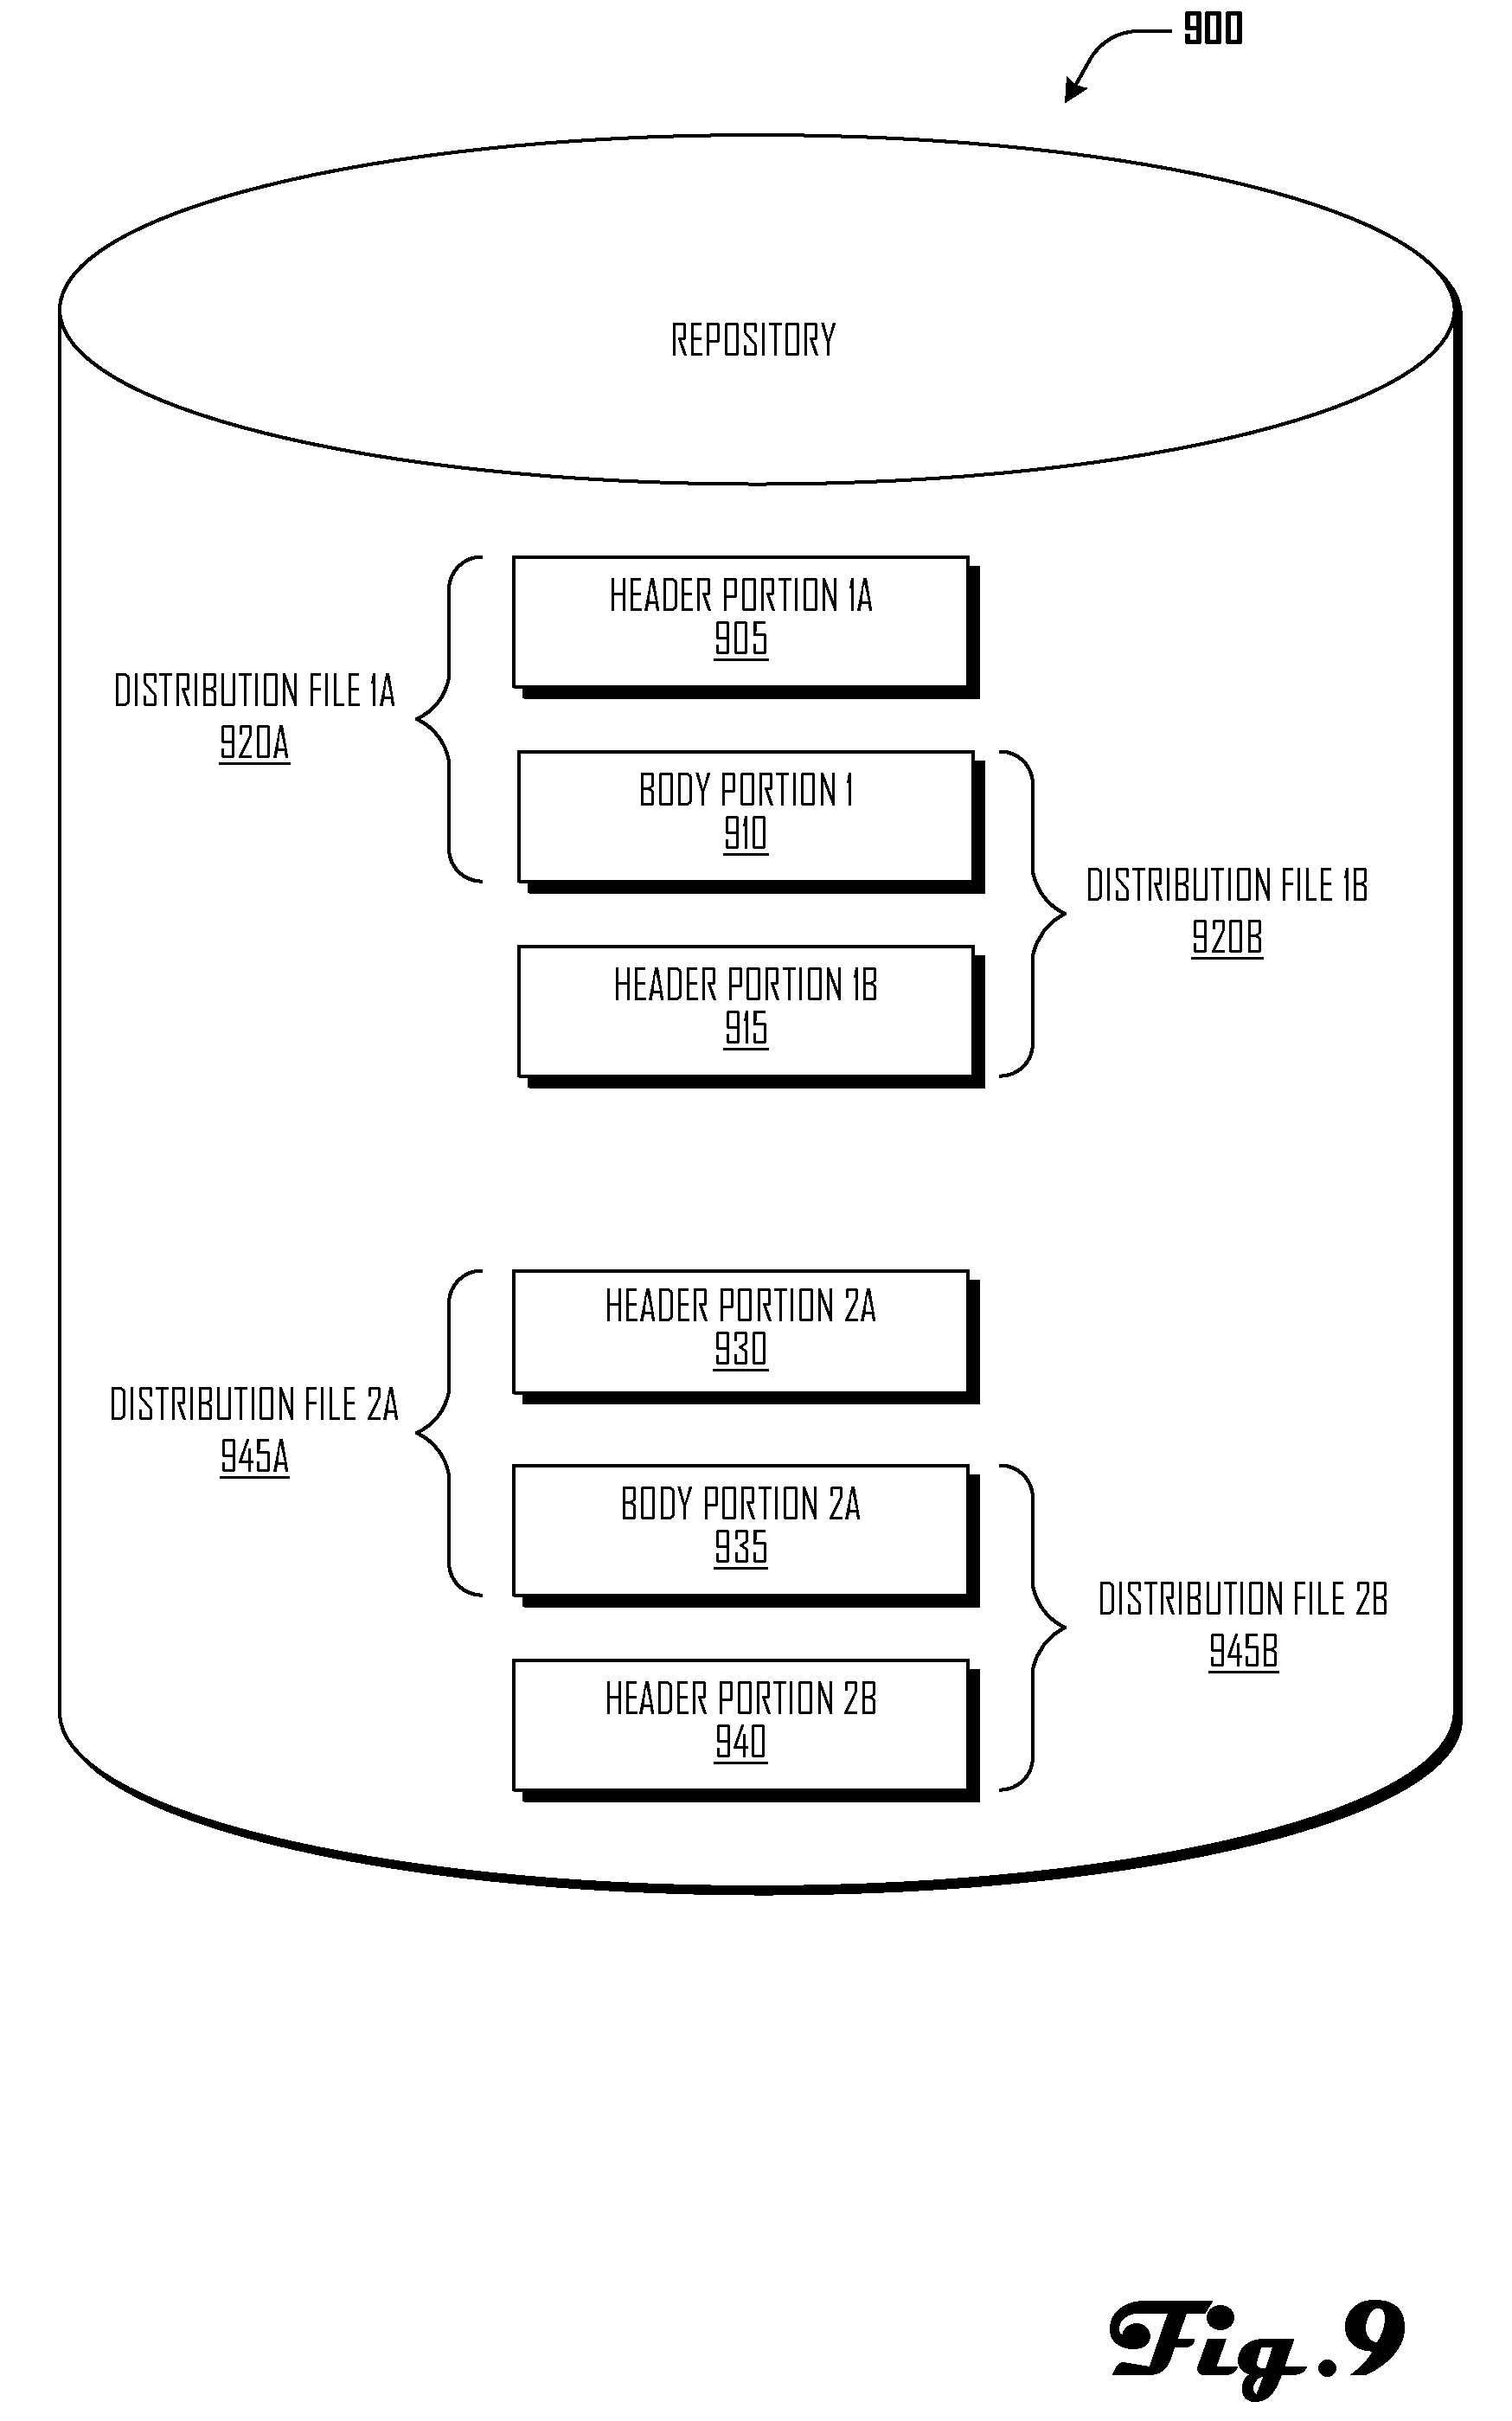 900
REPOSITORY
HEADER PORTION 1A
905
DISTRIBUTION FILE 1A
920A
BODY PORTION 1
910
DISTRIBUTION FILE 1B
920B
HEADER PORTION 1B
915
HEADER PORTION 2A
930
DISTRIBUTION FILE 2A
945A
BODY PORTION 2A
935
DISTRIBUTION FILE 2B
945B
HEADER PORTION 2B
940
Fig.9